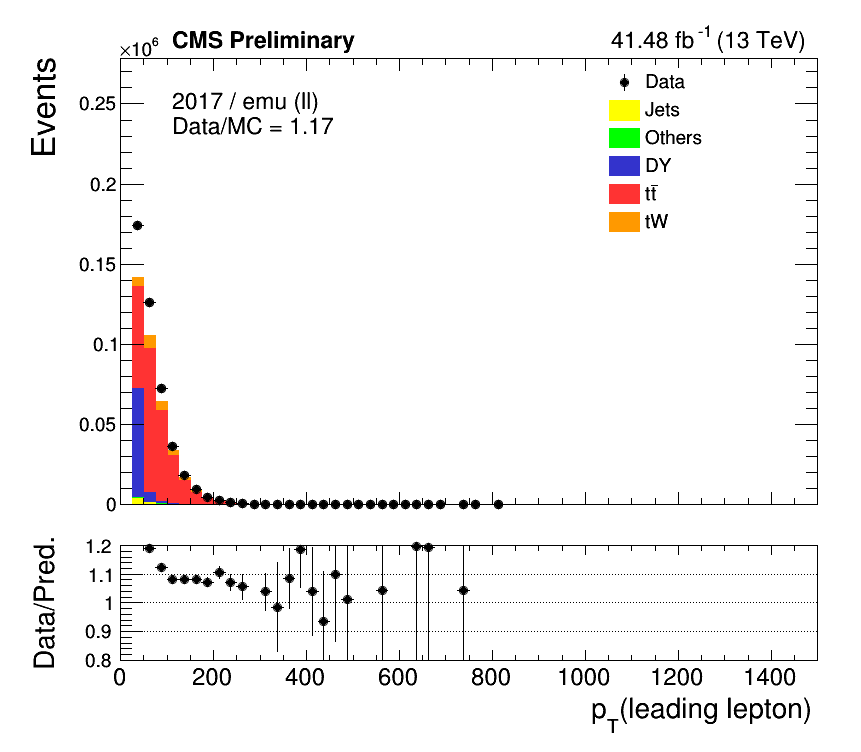 ×10⁶ CMS Preliminary 41.48 fb⁻¹ (13 TeV)
Events
2017 / emu (ll)
Data/MC = 1.17
Data
Jets
Others
DY
tt̄
tW
0.25
0.2
0.15
0.1
0.05
0
Data/Pred.
1.2
1.1
1
0.9
0.8
0 200 400 600 800 1000 1200 1400
p_T(leading lepton)